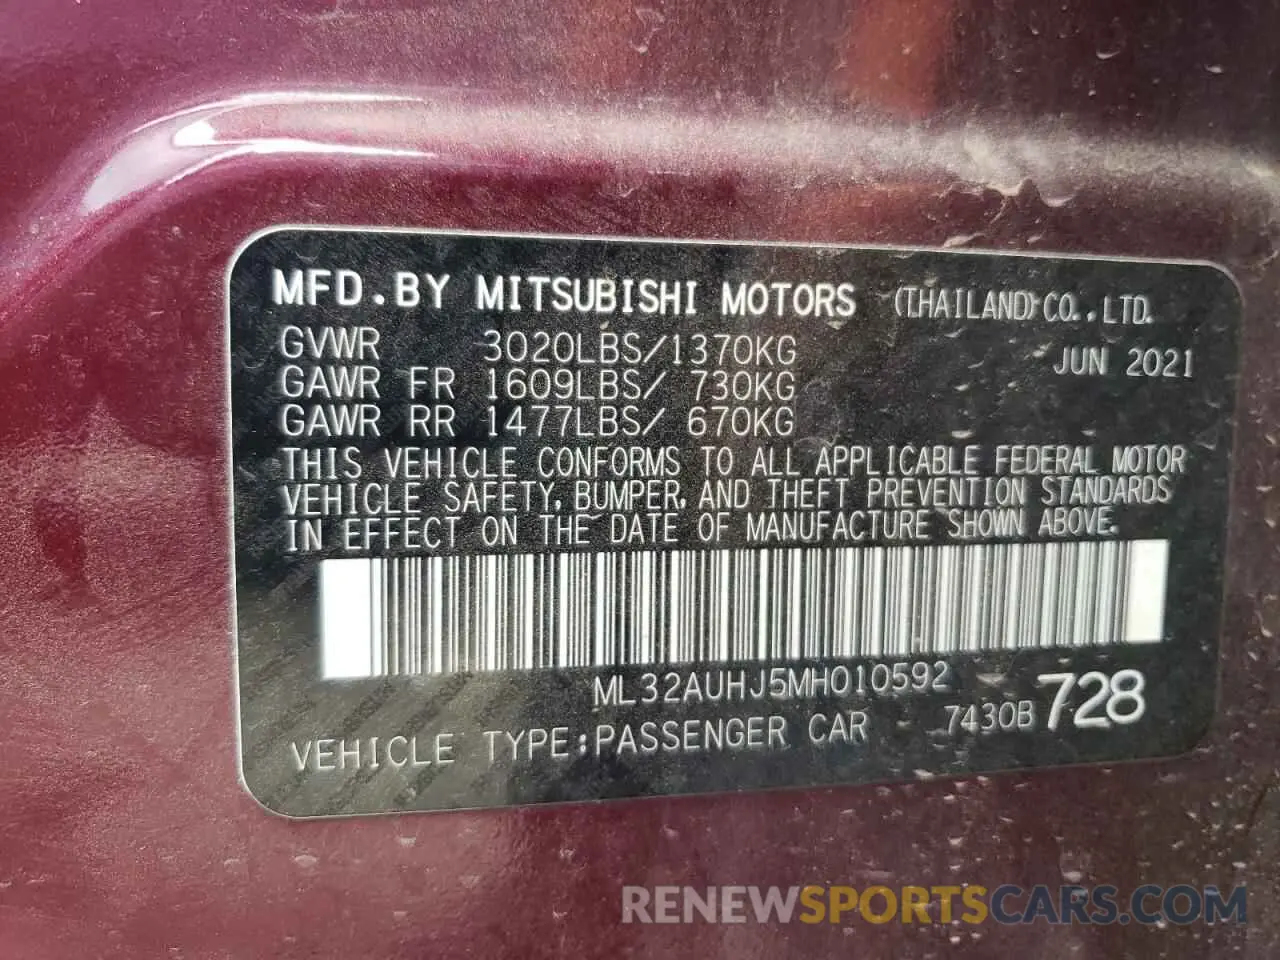 MFD.BY MITSUBISHI MOTORS (THAILAND) CO., LTD.
GVWR 3020LBS/1370KG JUN 2021
GAWR FR 1609LBS/ 730KG
GAWR RR 1477LBS/ 670KG
THIS VEHICLE CONFORMS TO ALL APPLICABLE FEDERAL MOTOR
VEHICLE SAFETY, BUMPER, AND THEFT PREVENTION STANDARDS
IN EFFECT ON THE DATE OF MANUFACTURE SHOWN ABOVE.
ML32AUHJ5MH010592
VEHICLE TYPE:PASSENGER CAR 7430B 728
RENEWSPORTSCARS.COM